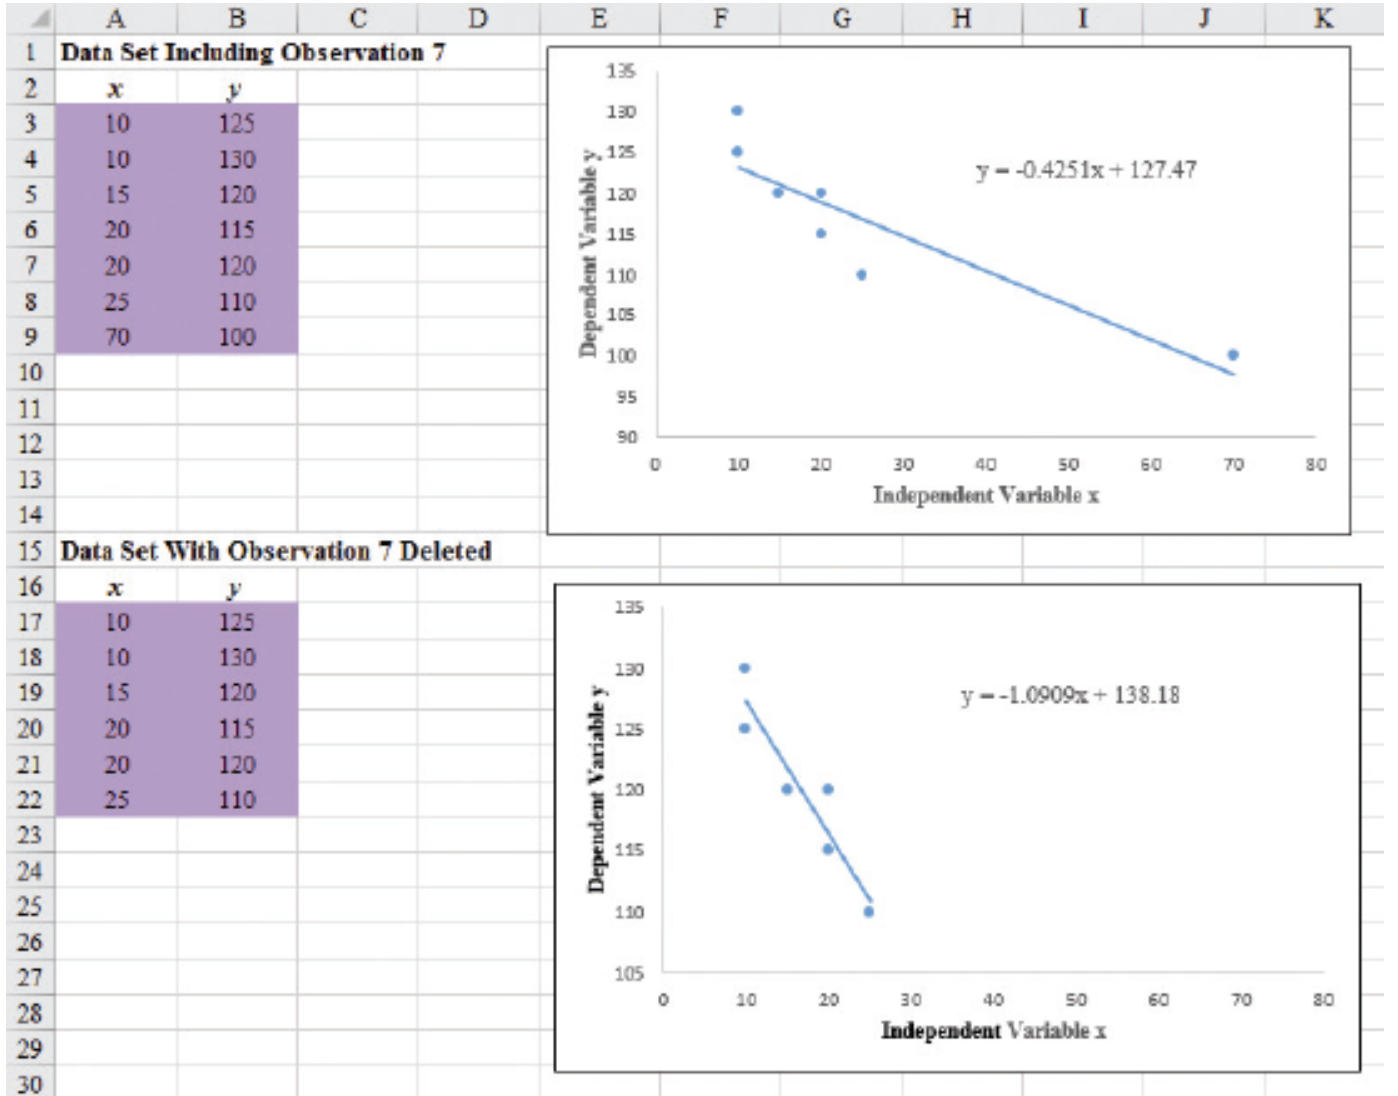 A B C D E F G H I J K
1 Data Set Including Observation 7
2 x y
3 10 125
4 10 130
5 15 120
6 20 115
7 20 120
8 25 110
9 70 100
10
11
12
13
14
135
130
125
120
115
110
105
100
95
90
Dependent Variable y
y = -0.4251x + 127.47
0 10 20 30 40 50 60 70 80
Independent Variable x
15 Data Set With Observation 7 Deleted
16 x y
17 10 125
18 10 130
19 15 120
20 20 115
21 20 120
22 25 110
23
24
25
26
27
28
29
30
135
130
125
120
115
110
105
Dependent Variable y
y = -1.0909x + 138.18
0 10 20 30 40 50 60 70 80
Independent Variable x